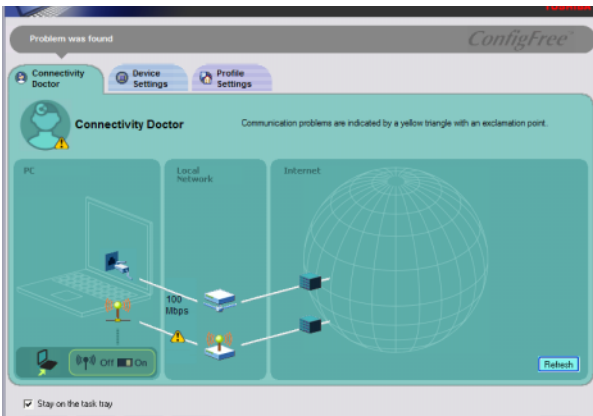 TOSHIBA
Problem was found
ConfigFree
Connectivity
Doctor
Device
Settings
Profile
Settings
Connectivity Doctor
Communication problems are indicated by a yellow triangle with an exclamation point.
PC
Local
Network
Internet
100
Mbps
Off
On
Refresh
Stay on the task tray